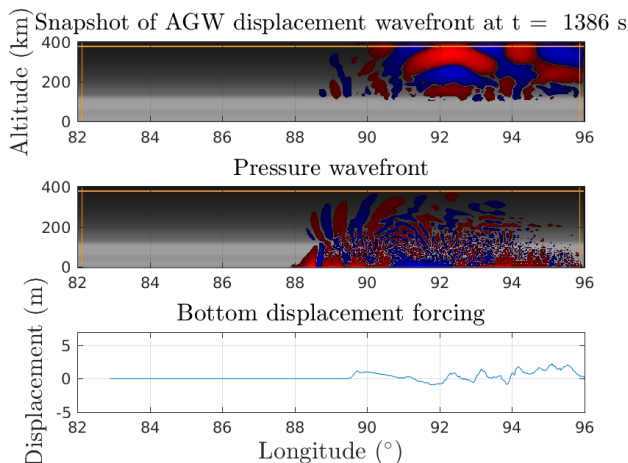 Snapshot of AGW displacement wavefront at t = 1386 s
Altitude (km)
400
200
0
82 84 86 88 90 92 94 96
Pressure wavefront
400
200
0
82 84 86 88 90 92 94 96
Bottom displacement forcing
Displacement (m)
5
0
-5
82 84 86 88 90 92 94 96
Longitude (°)